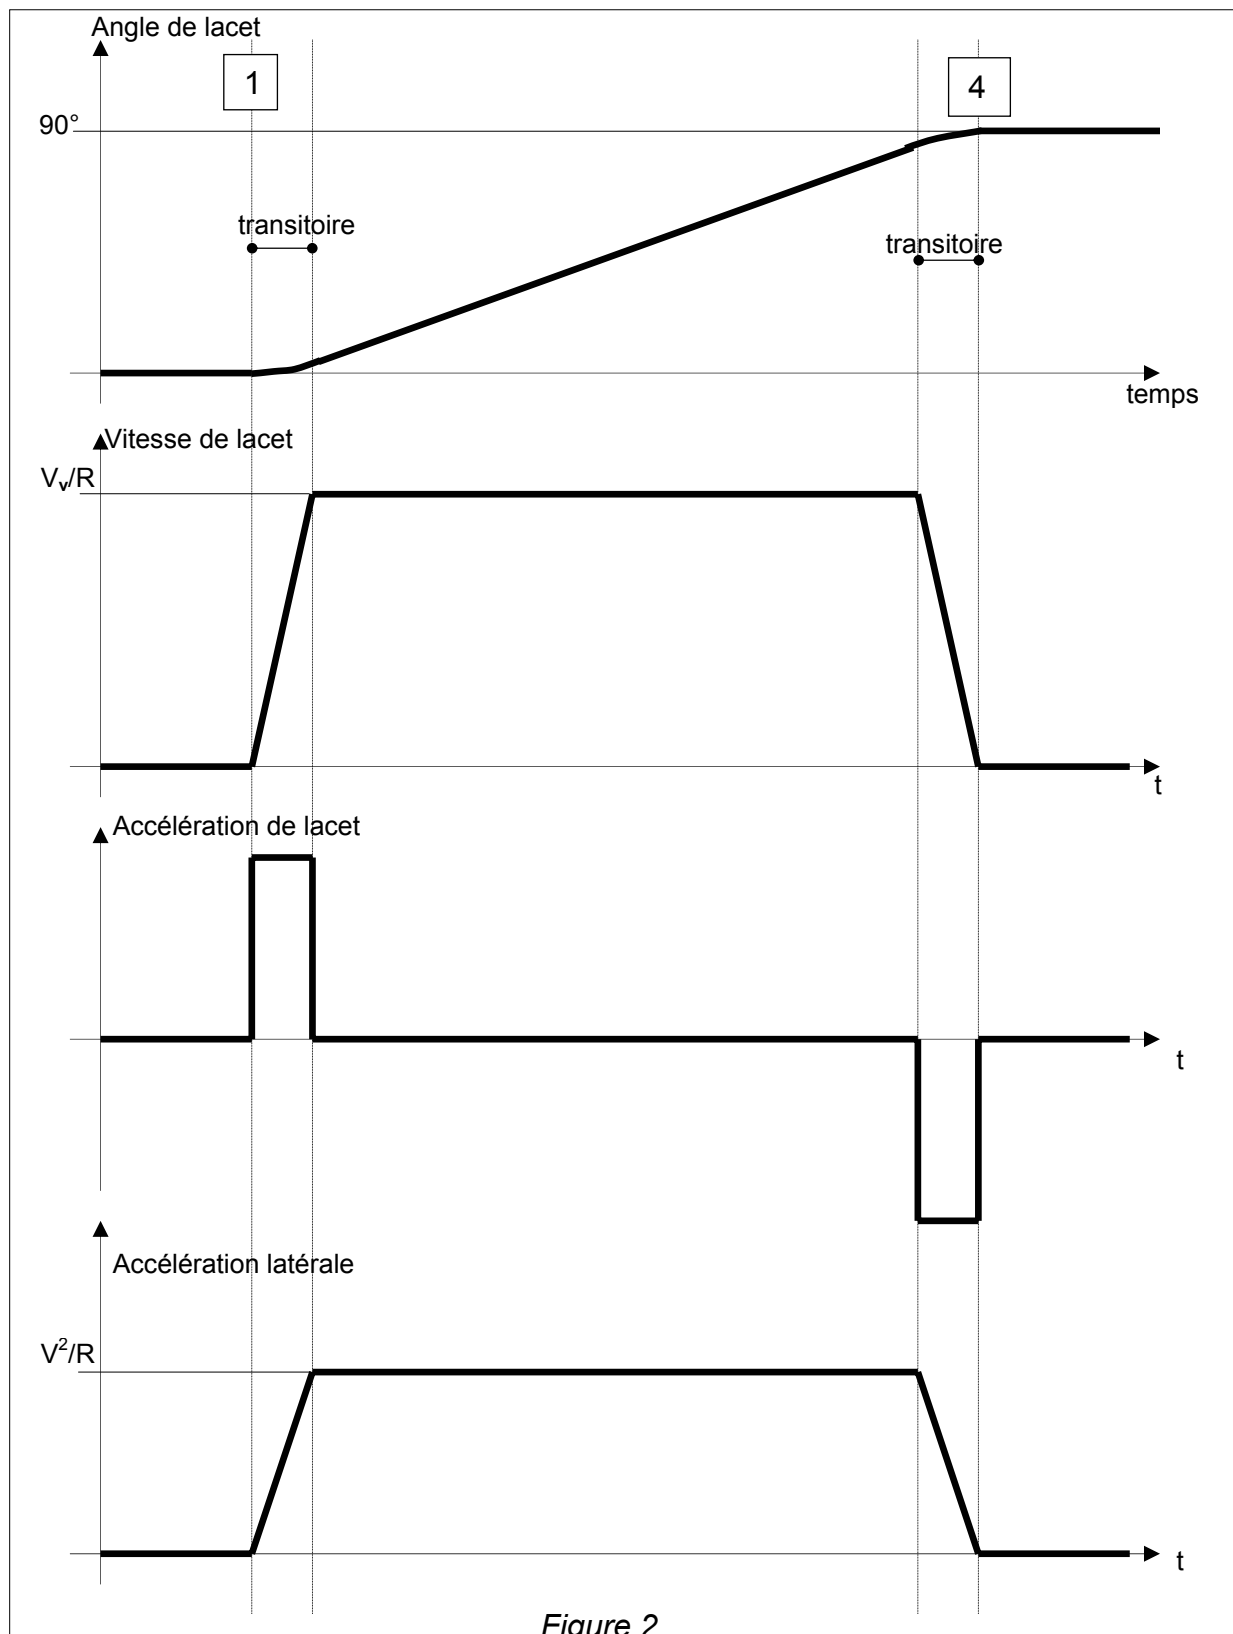 Angle de lacet
1
4
90°
transitoire
transitoire
temps
Vitesse de lacet
Vv/R
t
Accélération de lacet
t
Accélération latérale
V²/R
t
Figure 2